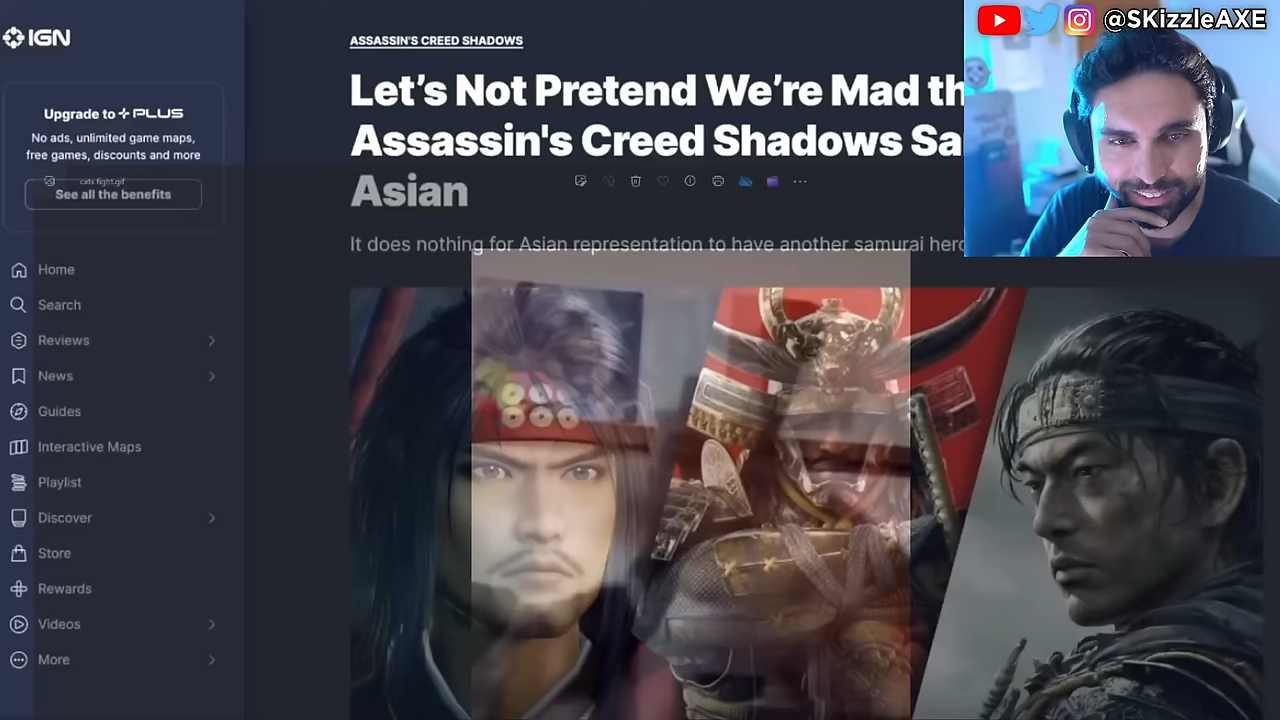 IGN
Upgrade to PLUS
No ads, unlimited game maps,
free games, discounts and more
cats fight.gif
See all the benefits
Home
Search
Reviews
News
Guides
Interactive Maps
Playlist
Discover
Store
Rewards
Videos
More
ASSASSIN'S CREED SHADOWS
Let's Not Pretend We're Mad th
Assassin's Creed Shadows Sa
Asian
It does nothing for Asian representation to have another samurai hero
@SKizzleAXE